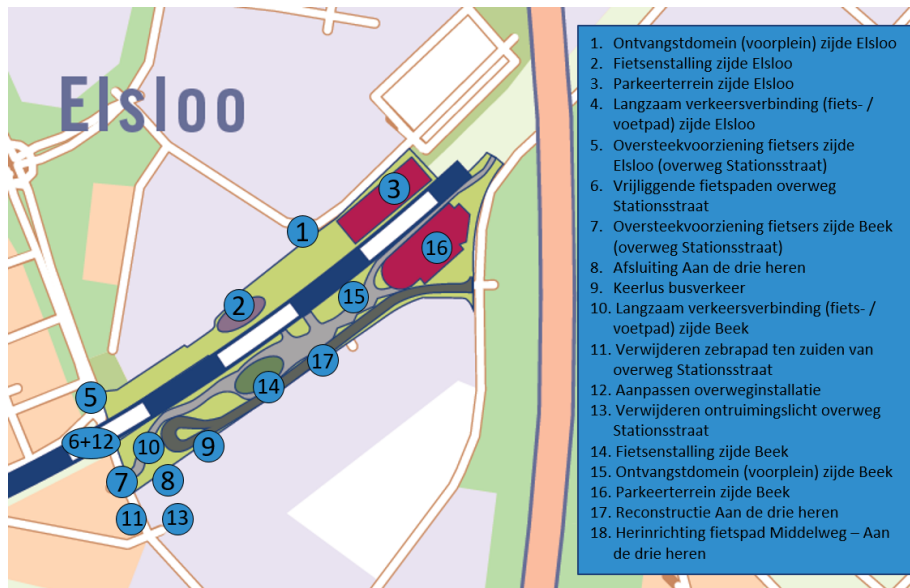 Elsloo
1
2
3
5
6+12
7
8
9
10
11
13
14
15
16
17
1. Ontvangstdomein (voorplein) zijde Elsloo
2. Fietsenstalling zijde Elsloo
3. Parkeerterrein zijde Elsloo
4. Langzaam verkeersverbinding (fiets- /
voetpad) zijde Elsloo
5. Oversteekvoorziening fietsers zijde
Elsloo (overweg Stationsstraat)
6. Vrijliggende fietspaden overweg
Stationsstraat
7. Oversteekvoorziening fietsers zijde Beek
(overweg Stationsstraat)
8. Afsluiting Aan de drie heren
9. Keerlus busverkeer
10. Langzaam verkeersverbinding (fiets- /
voetpad) zijde Beek
11. Verwijderen zebrapad ten zuiden van
overweg Stationsstraat
12. Aanpassen overweginstallatie
13. Verwijderen ontruimingslicht overweg
Stationsstraat
14. Fietsenstalling zijde Beek
15. Ontvangstdomein (voorplein) zijde Beek
16. Parkeerterrein zijde Beek
17. Reconstructie Aan de drie heren
18. Herinrichting fietspad Middelweg – Aan
de drie heren